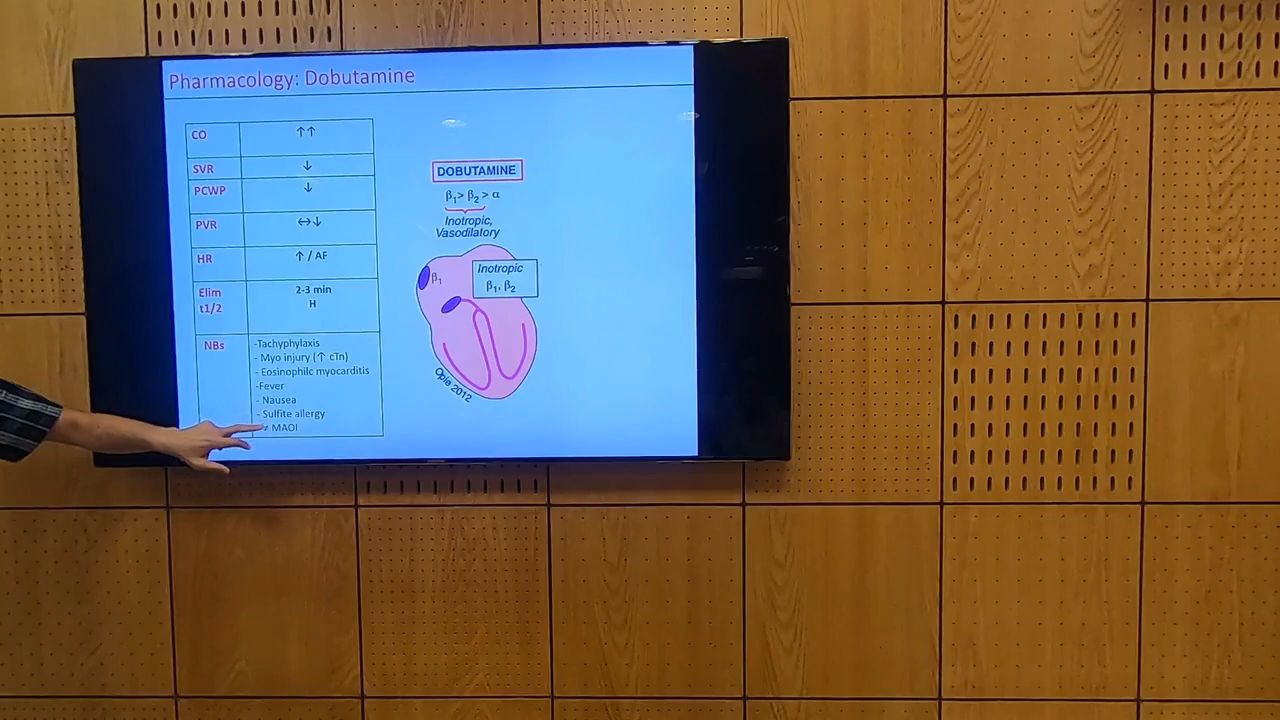 Pharmacology: Dobutamine
CO ↑↑
SVR ↓
PCWP ↓
PVR ⇔↓
HR ↑ / AF
Elim 2-3 min
t1/2 H
NBs -Tachyphylaxis
- Myo injury (↑ cTn)
- Eosinophilc myocarditis
-Fever
- Nausea
- Sulfite allergy
≠ MAOI
DOBUTAMINE
β1> β2 > α
Inotropic,
Vasodilatory
β1
Inotropic
β1, β2
Opie 2012